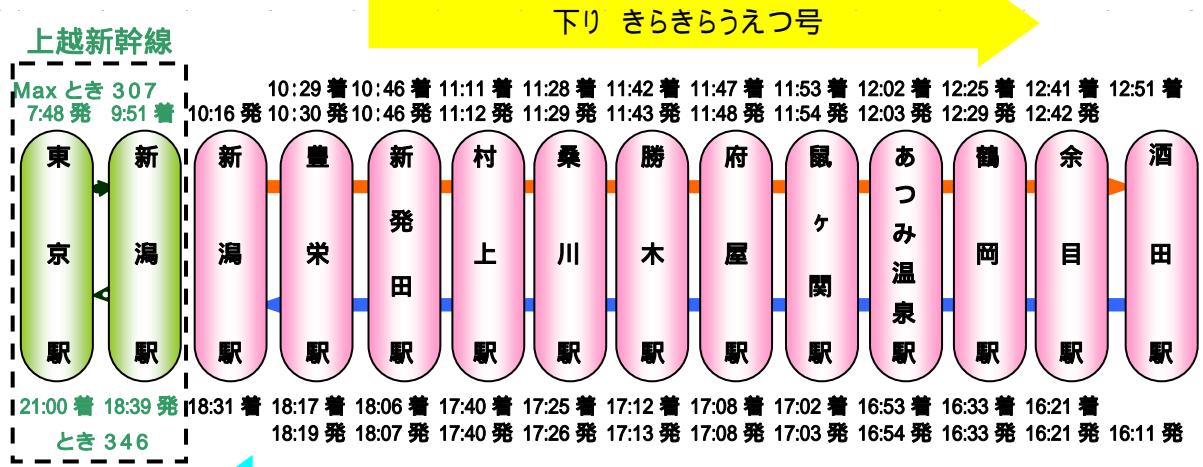 下り きらきらうえつ号
上越新幹線
Max とき 307
7:48 発 9:51 着
10:29 着 10:46 着 11:11 着 11:28 着 11:42 着 11:47 着 11:53 着 12:02 着 12:25 着 12:41 着 12:51 着
10:16 発 10:30 発 10:46 発 11:12 発 11:29 発 11:43 発 11:48 発 11:54 発 12:03 発 12:29 発 12:42 発
東京駅
新潟駅
新潟駅
豊栄駅
新発田駅
村上駅
桑川駅
勝木駅
府屋駅
鼠ヶ関駅
あつみ温泉駅
鶴岡駅
余目駅
酒田駅
21:00 着 18:39 発
とき 346
18:31 着 18:17 着 18:06 着 17:40 着 17:25 着 17:12 着 17:08 着 17:02 着 16:53 着 16:33 着 16:21 着
18:19 発 18:07 発 17:40 発 17:26 発 17:13 発 17:08 発 17:03 発 16:54 発 16:33 発 16:21 発 16:11 発